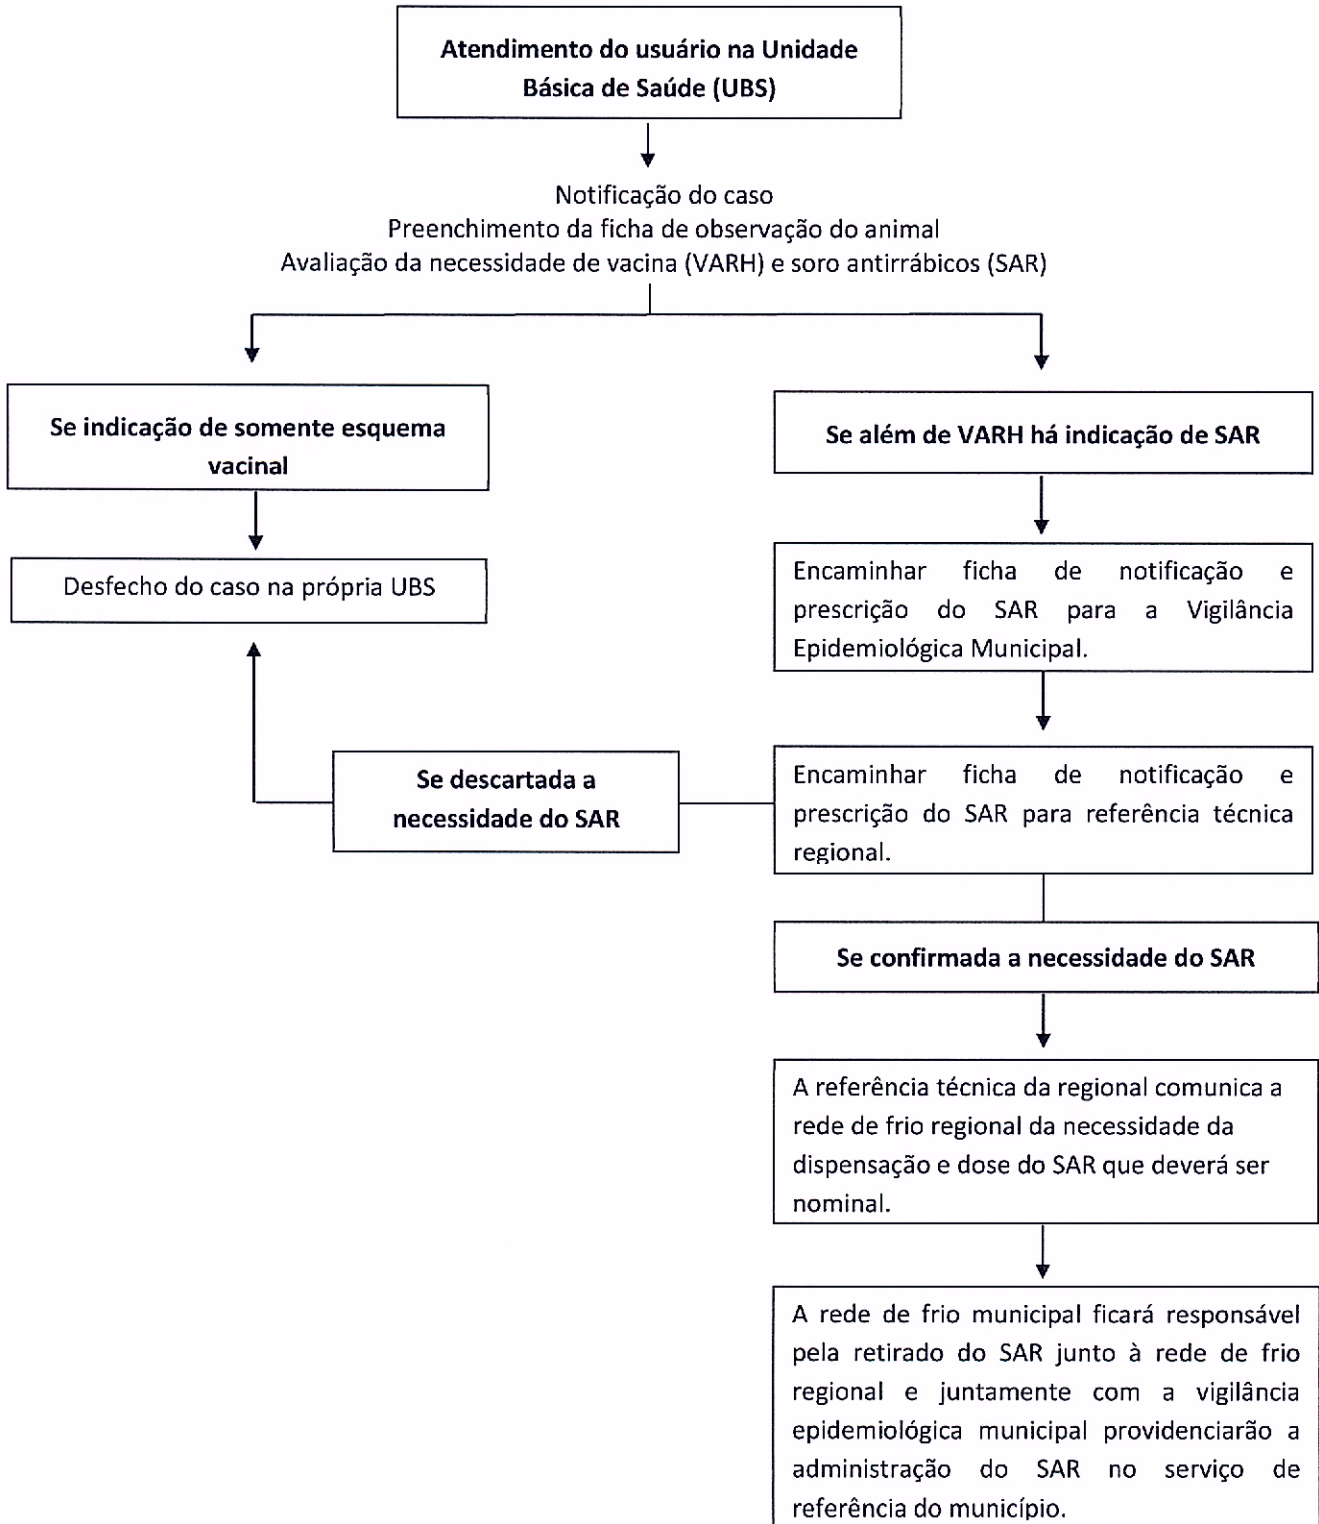 Atendimento do usuário na Unidade
Básica de Saúde (UBS)
Notificação do caso
Preenchimento da ficha de observação do animal
Avaliação da necessidade de vacina (VARH) e soro antirrábicos (SAR)
Se indicação de somente esquema
vacinal
Desfecho do caso na própria UBS
Se além de VARH há indicação de SAR
Encaminhar ficha de notificação e
prescrição do SAR para a Vigilância
Epidemiológica Municipal.
Encaminhar ficha de notificação e
prescrição do SAR para referência técnica
regional.
Se descartada a
necessidade do SAR
Se confirmada a necessidade do SAR
A referência técnica da regional comunica a
rede de frio regional da necessidade da
dispensação e dose do SAR que deverá ser
nominal.
A rede de frio municipal ficará responsável
pela retirado do SAR junto à rede de frio
regional e juntamente com a vigilância
epidemiológica municipal providenciarão a
administração do SAR no serviço de
referência do município.